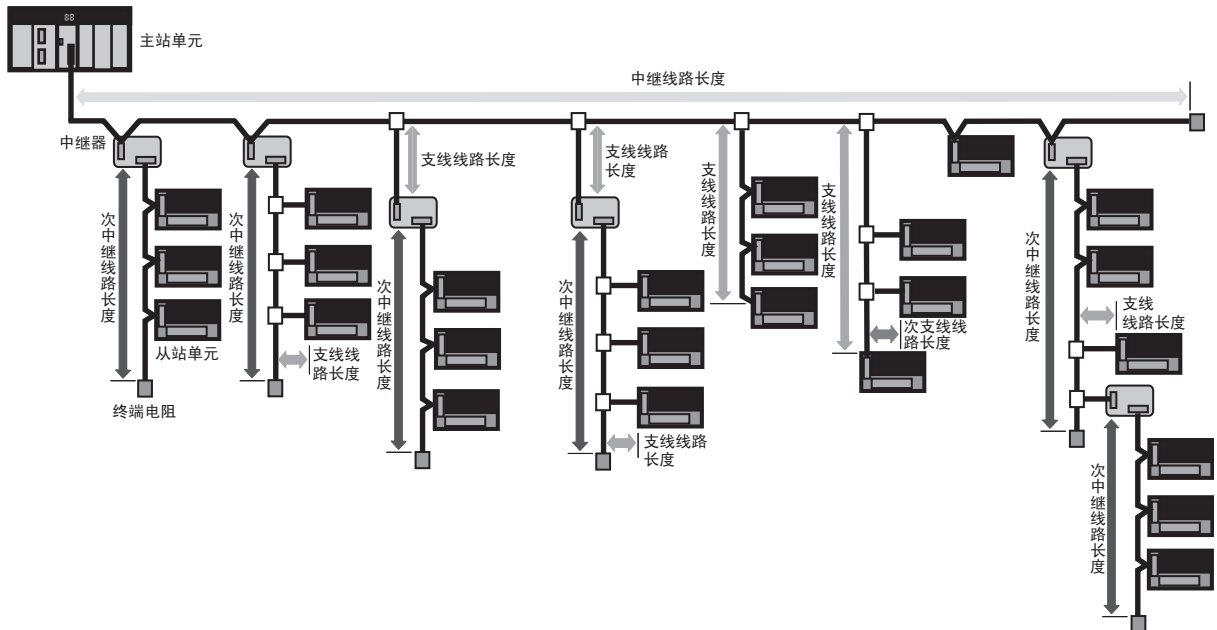 88
主站单元
中继线路长度
中继器
支线线路长度
支线线路
长度
支线线路长度
支线线路长度
次中继线路长度
次中继线路长度
次中继线路长度
次中继线路长度
次中继线路长度
从站单元
支线线
路长度
终端电阻
支线线路
长度
次支线线
路长度
支线
线路长度
次中继线路长度